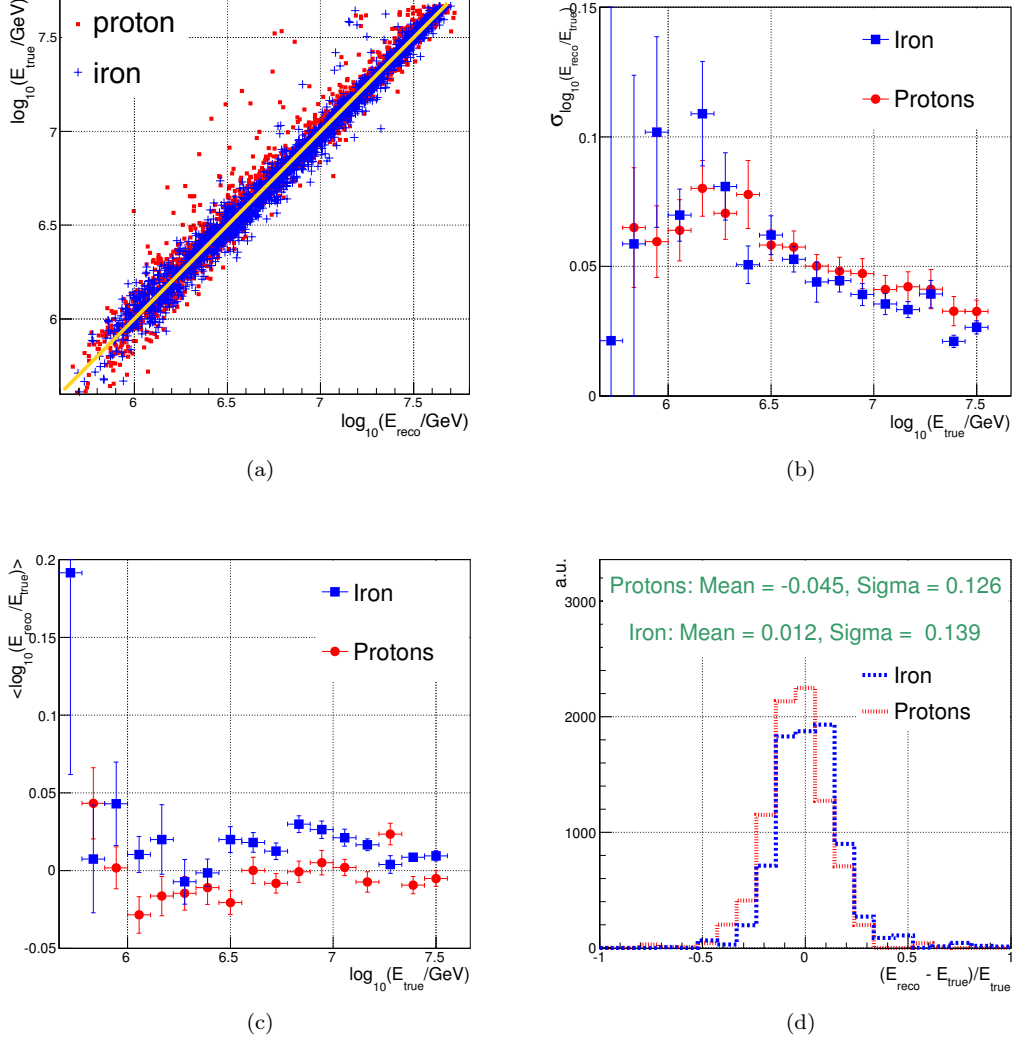 proton
iron
log10(Etrue/GeV)
7.5
7
6.5
6
6
6.5
7
7.5
log10(Ereco/GeV)
(a)
σlog10(Ereco/Etrue)
Iron
Protons
0.15
0.1
0.05
0
6
6.5
7
7.5
log10(Etrue/GeV)
(b)
<log10(Ereco/Etrue)>
Iron
Protons
0.2
0.15
0.1
0.05
0
-0.05
6
6.5
7
7.5
log10(Etrue/GeV)
(c)
a.u.
Protons: Mean = -0.045, Sigma = 0.126
Iron: Mean = 0.012, Sigma = 0.139
Iron
Protons
3000
2000
1000
0
-1
-0.5
0
0.5
1
(Ereco - Etrue)/Etrue
(d)